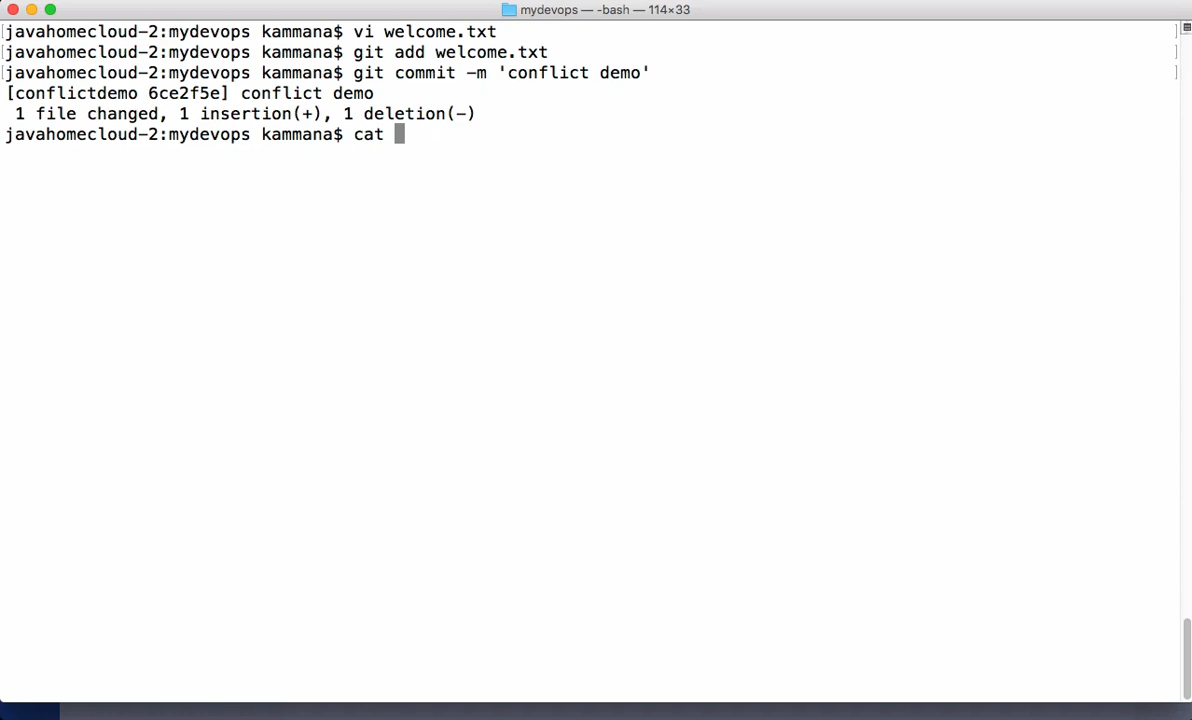 mydevops — -bash — 114×33
[javahomecloud-2:mydevops kammana$ vi welcome.txt ]
[javahomecloud-2:mydevops kammana$ git add welcome.txt ]
[javahomecloud-2:mydevops kammana$ git commit -m 'conflict demo' ]
[conflictdemo 6ce2f5e] conflict demo
 1 file changed, 1 insertion(+), 1 deletion(-)
javahomecloud-2:mydevops kammana$ cat